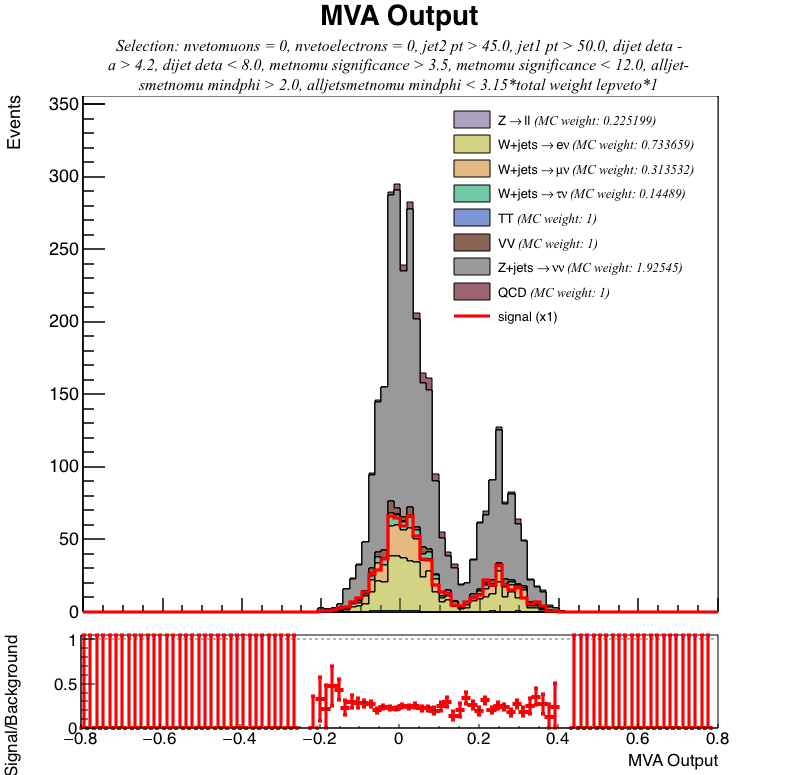 MVA Output
Selection: nvetomuons = 0, nvetoelectrons = 0, jet2 pt > 45.0, jet1 pt > 50.0, dijet deta -
a > 4.2, dijet deta < 8.0, metnomu significance > 3.5, metnomu significance < 12.0, alljet-
smetnomu mindphi > 2.0, alljetsmetnomu mindphi < 3.15*total weight lepveto*1
Events
350
300
250
200
150
100
50
0
Z→ll (MC weight: 0.225199)
W+jets→eν (MC weight: 0.733659)
W+jets→μν (MC weight: 0.313532)
W+jets→τν (MC weight: 0.14489)
TT (MC weight: 1)
VV (MC weight: 1)
Z+jets→νν (MC weight: 1.92545)
QCD (MC weight: 1)
signal (x1)
Signal/Background
1
0.5
0
−0.8 −0.6 −0.4 −0.2 0 0.2 0.4 0.6 0.8
MVA Output